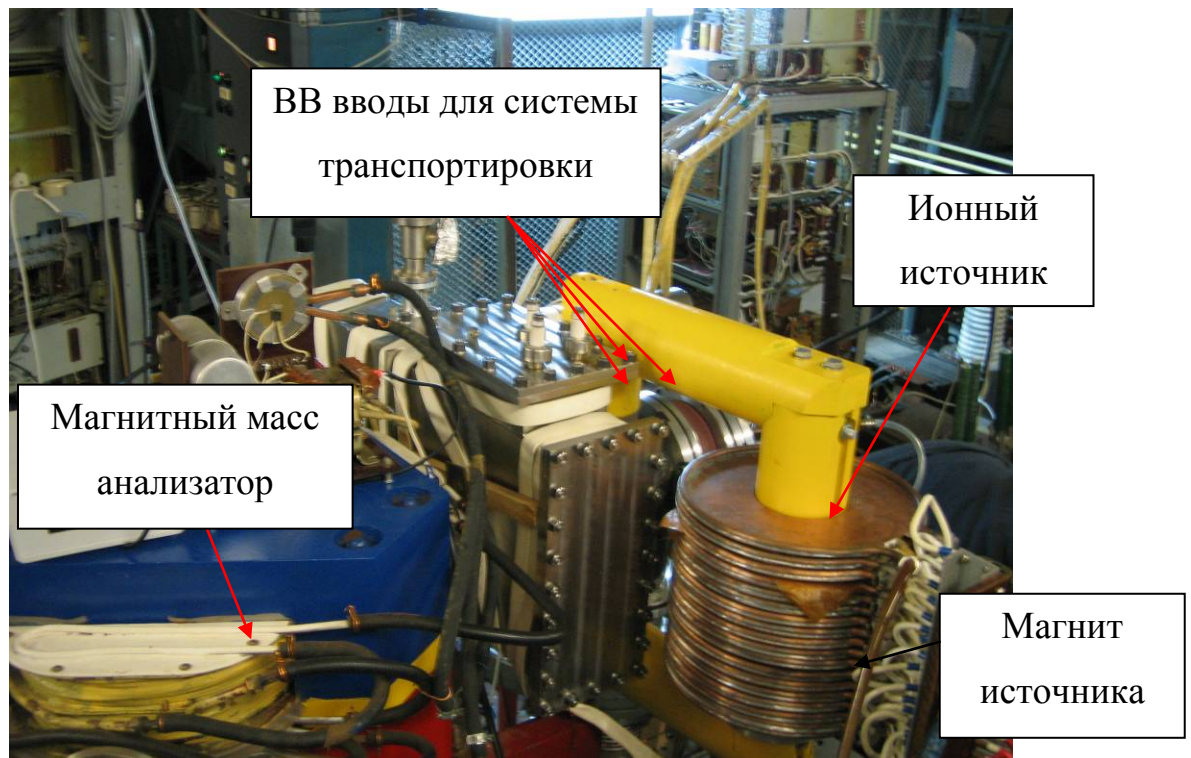 ВВ вводы для системы
транспортировки
Ионный
источник
Магнитный масс
анализатор
Магнит
источника